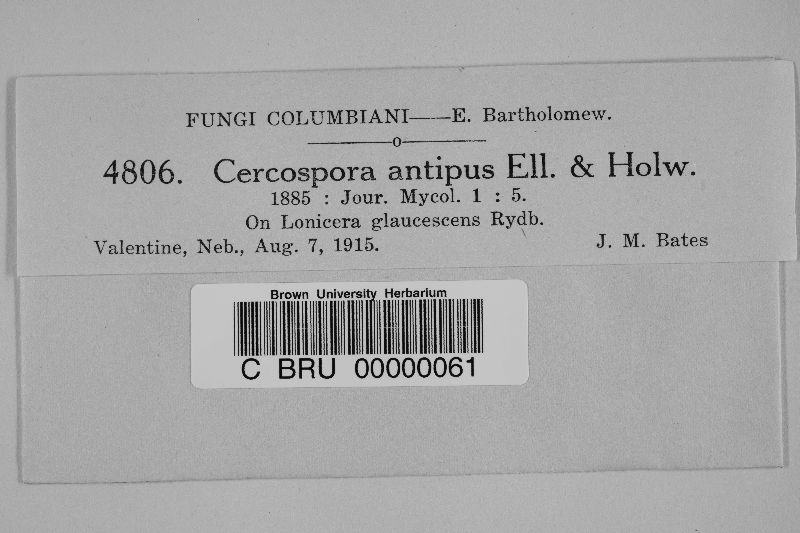 FUNGI COLUMBIANI——E. Bartholomew.
———o———
4806. Cercospora antipus Ell. & Holw.
1885 : Jour. Mycol. 1 : 5.
On Lonicera glaucescens Rydb.
Valentine, Neb., Aug. 7, 1915. J. M. Bates
Brown University Herbarium
C BRU 00000061